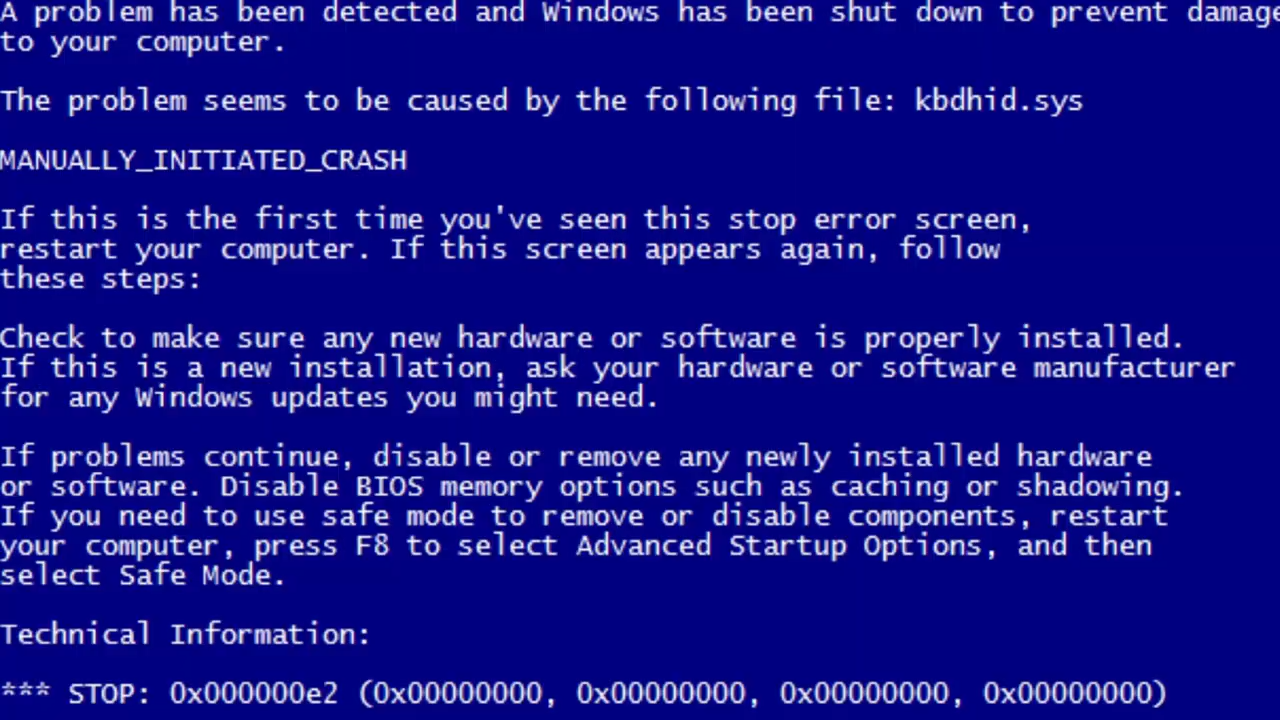 A problem has been detected and Windows has been shut down to prevent damage
to your computer.
The problem seems to be caused by the following file: kbdhid.sys
MANUALLY_INITIATED_CRASH
If this is the first time you've seen this stop error screen,
restart your computer. If this screen appears again, follow
these steps:
Check to make sure any new hardware or software is properly installed.
If this is a new installation, ask your hardware or software manufacturer
for any Windows updates you might need.
If problems continue, disable or remove any newly installed hardware
or software. Disable BIOS memory options such as caching or shadowing.
If you need to use safe mode to remove or disable components, restart
your computer, press F8 to select Advanced Startup Options, and then
select Safe Mode.
Technical Information:
*** STOP: 0x000000e2 (0x00000000, 0x00000000, 0x00000000, 0x00000000)